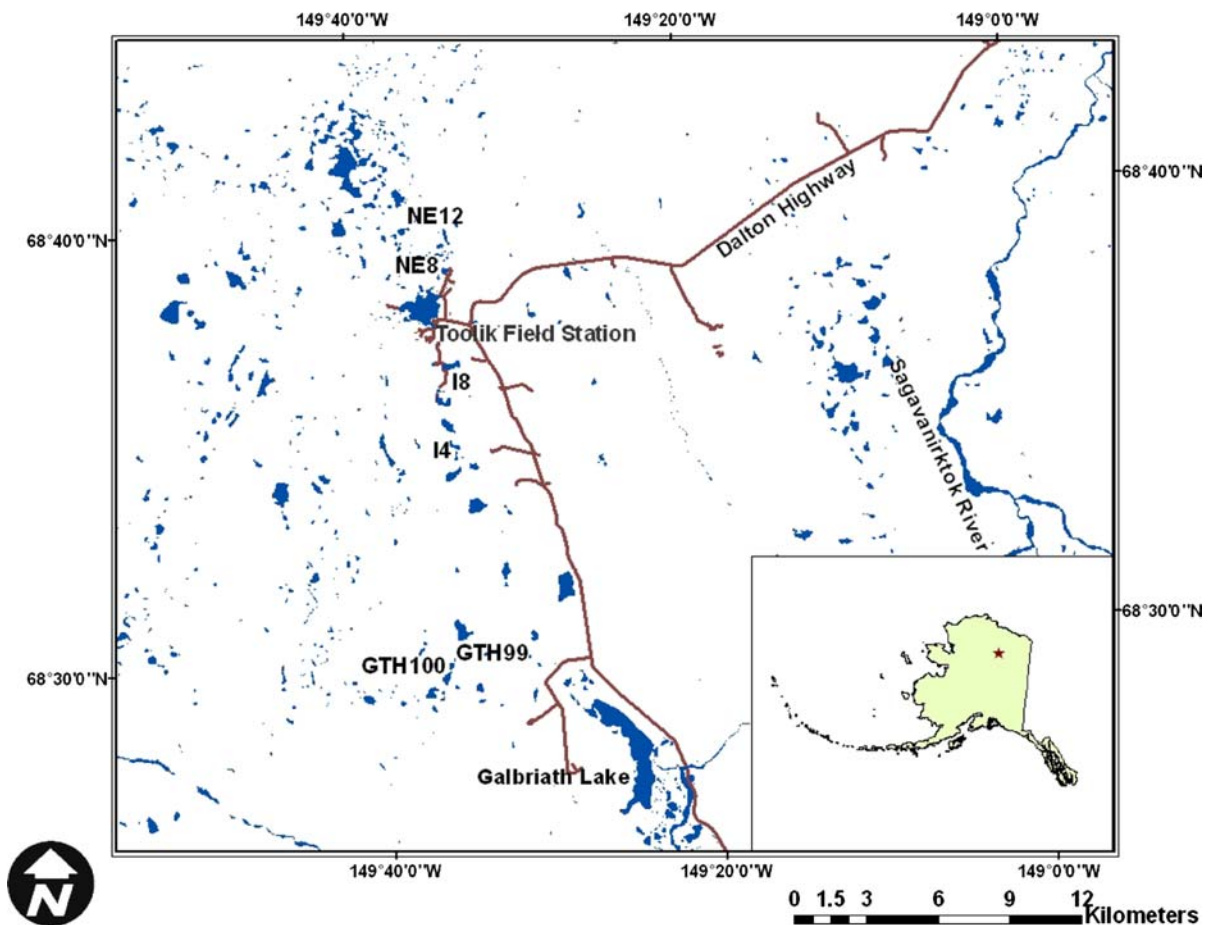 149°40'0"W
149°20'0"W
149°0'0"W
68°40'0"N
68°40'0"N
NE12
NE8
Dalton Highway
Toolik Field Station
I8
I4
Sagavanirktok River
68°30'0"N
68°30'0"N
GTH99
GTH100
Galbriath Lake
149°40'0"W
149°20'0"W
149°0'0"W
N
0 1.5 3 6 9 12
Kilometers